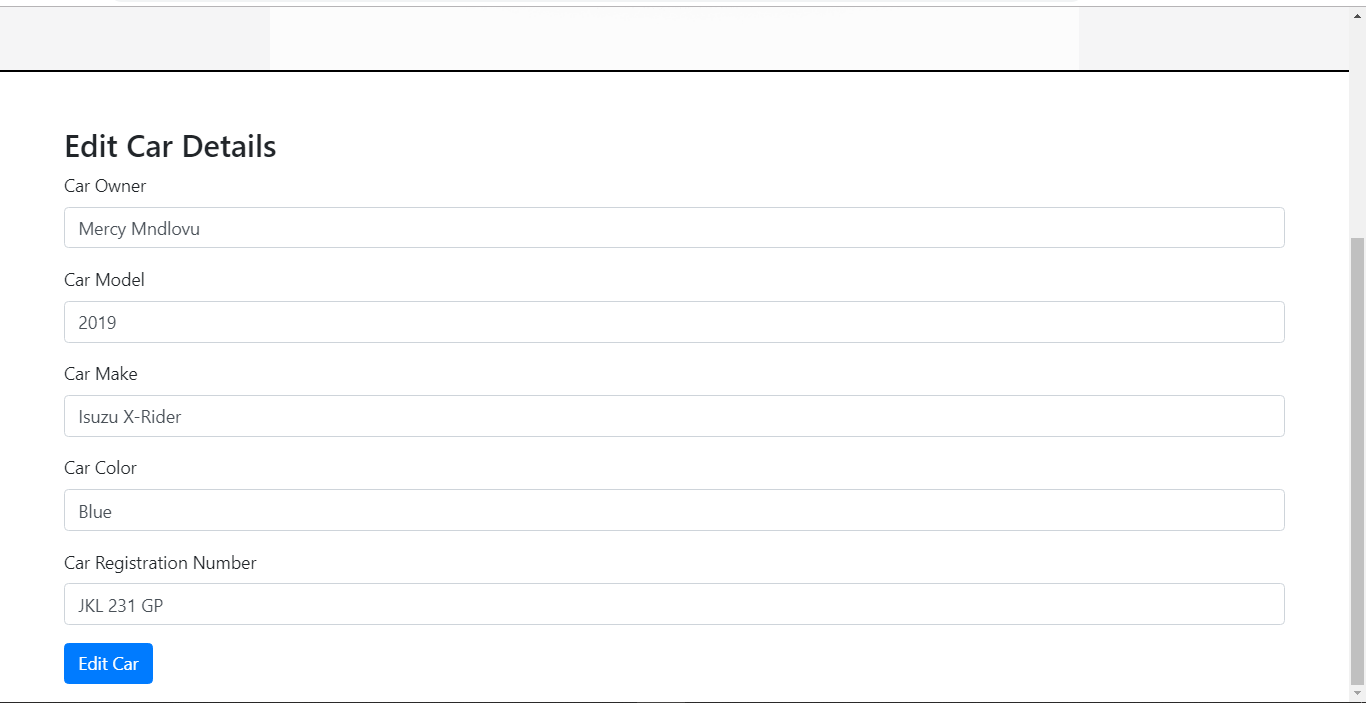 Edit Car Details
Car Owner
Mercy Mndlovu
Car Model
2019
Car Make
Isuzu X-Rider
Car Color
Blue
Car Registration Number
JKL 231 GP
Edit Car